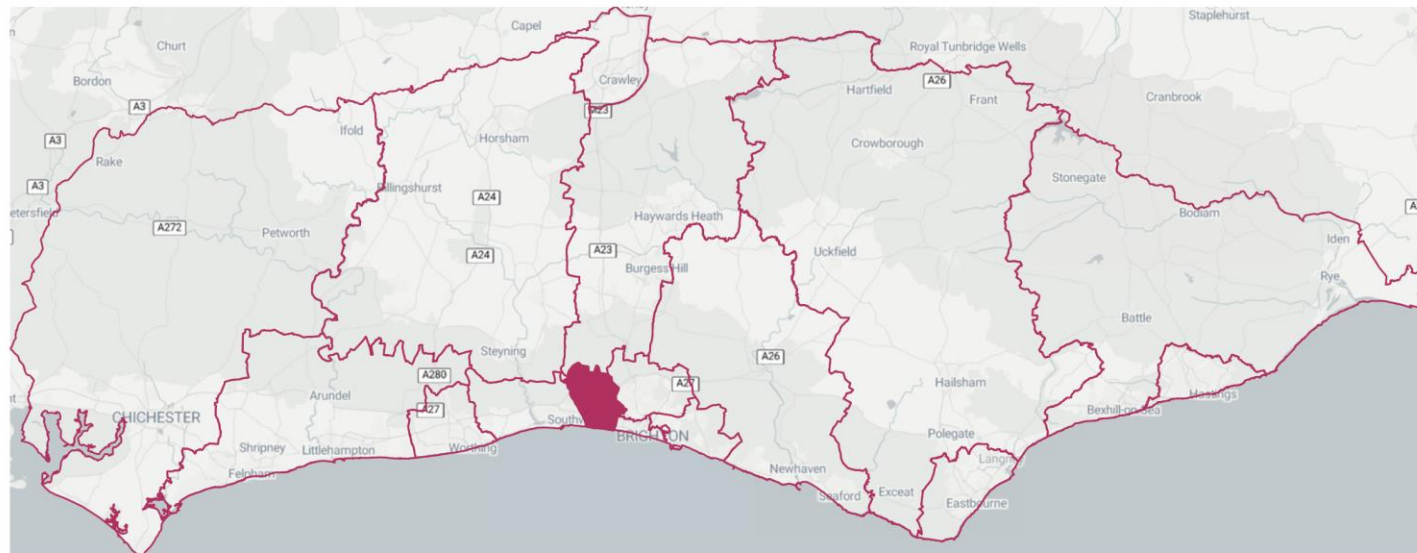 Churt
Capel
Staplehurst
Royal Tunbridge Wells
Bordon
A3
Crawley
Hartfield
A26
Frant
Cranbrook
A3
Ifold
Horsham
Crowborough
Rake
A3
Billingshurst
A24
Stonegate
Haywards Heath
Bodiam
A272
Petworth
A23
Uckfield
Iden
A24
Burgess Hill
Rye
Battle
Steyning
A26
A280
A27
Hailsham
Arundel
A27
Bexhill-on-Sea
Hastings
CHICHESTER
BRIGHTON
Polegate
Shripney
Littlehampton
Worthing
Felpham
Newhaven
Seaford
Exceat
Eastbourne